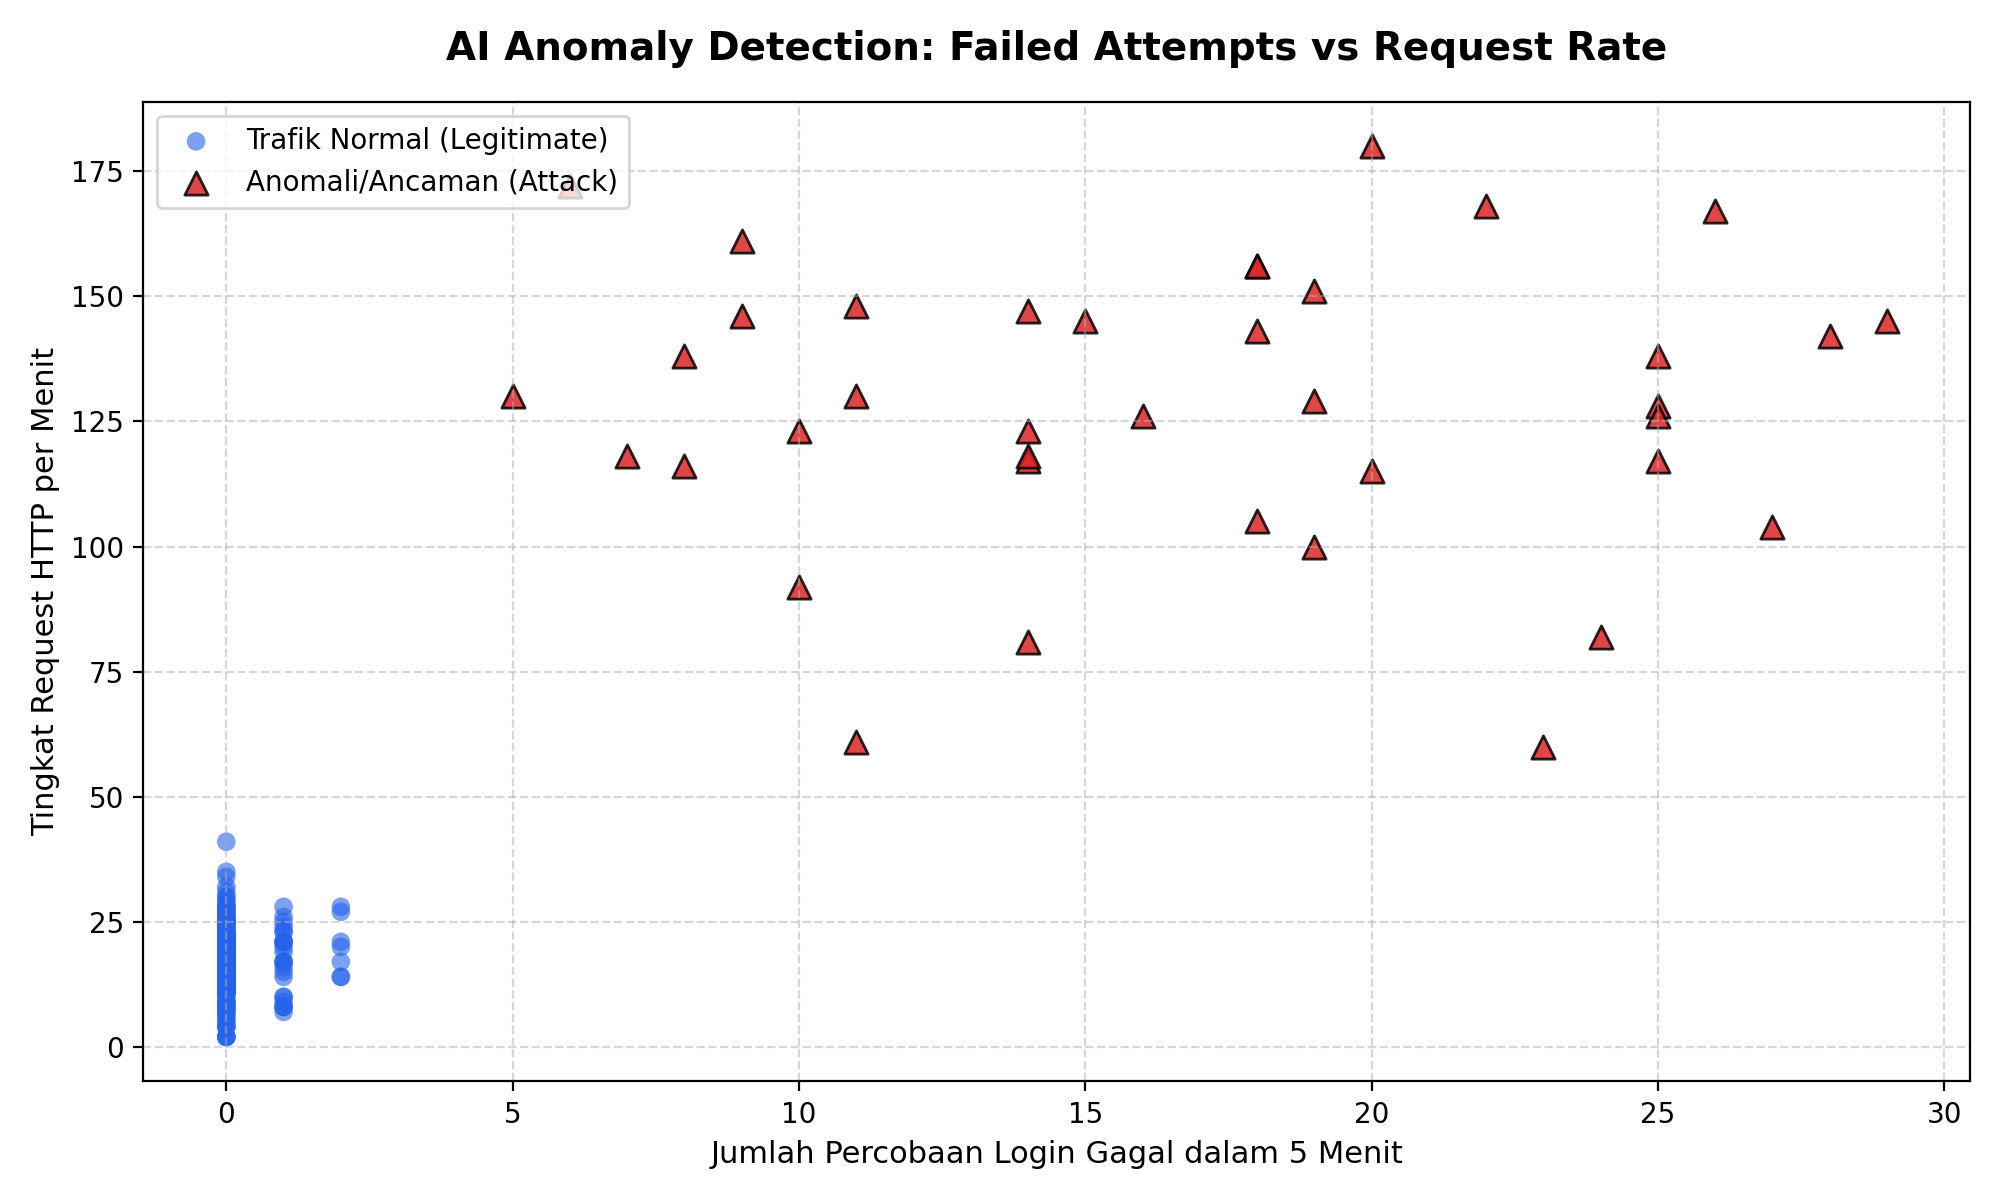 AI Anomaly Detection: Failed Attempts vs Request Rate
Trafik Normal (Legitimate)
Anomali/Ancaman (Attack)
Tingkat Request HTTP per Menit
175
150
125
100
75
50
25
0
0 5 10 15 20 25 30
Jumlah Percobaan Login Gagal dalam 5 Menit